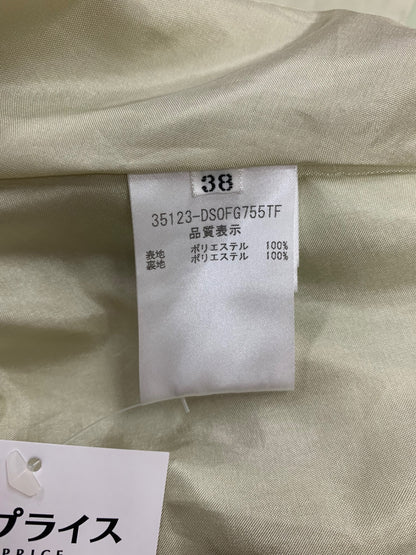 38
35123-DSOFG755TF
品質表示
表地 ポリエステル 100%
裏地 ポリエステル 100%
プライス
PRICE